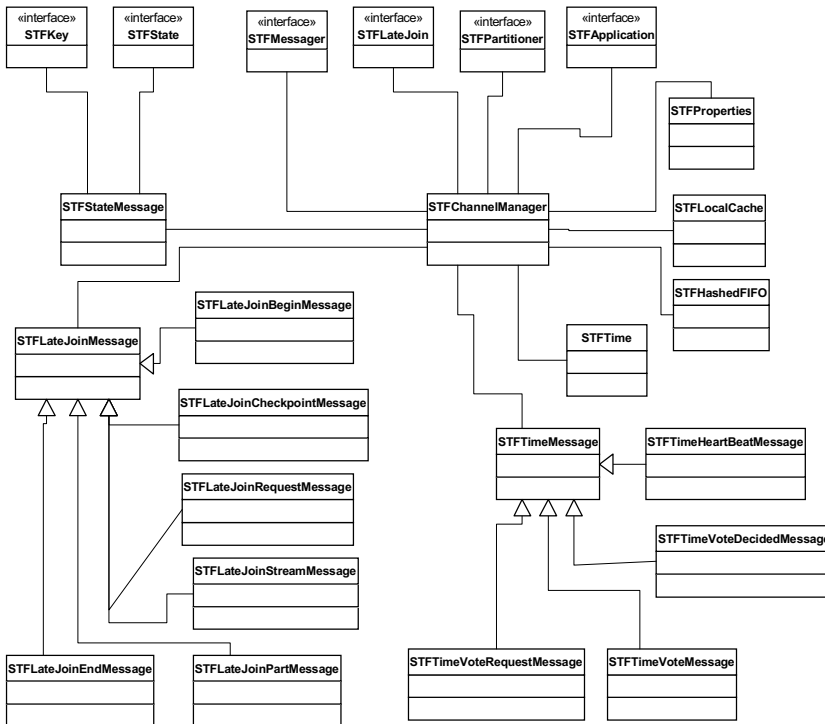 «interface»
STFKey
«interface»
STFState
«interface»
STFMessager
«interface»
STFLateJoin
«interface»
STFPartitioner
«interface»
STFApplication
STFProperties
STFStateMessage
STFChannelManager
STFLocalCache
STFHashedFIFO
STFLateJoinBeginMessage
STFLateJoinMessage
STFTime
STFLateJoinCheckpointMessage
STFTimeMessage
STFTimeHeartBeatMessage
STFLateJoinRequestMessage
STFTimeVoteDecidedMessage
STFLateJoinStreamMessage
STFLateJoinEndMessage
STFLateJoinPartMessage
STFTimeVoteRequestMessage
STFTimeVoteMessage